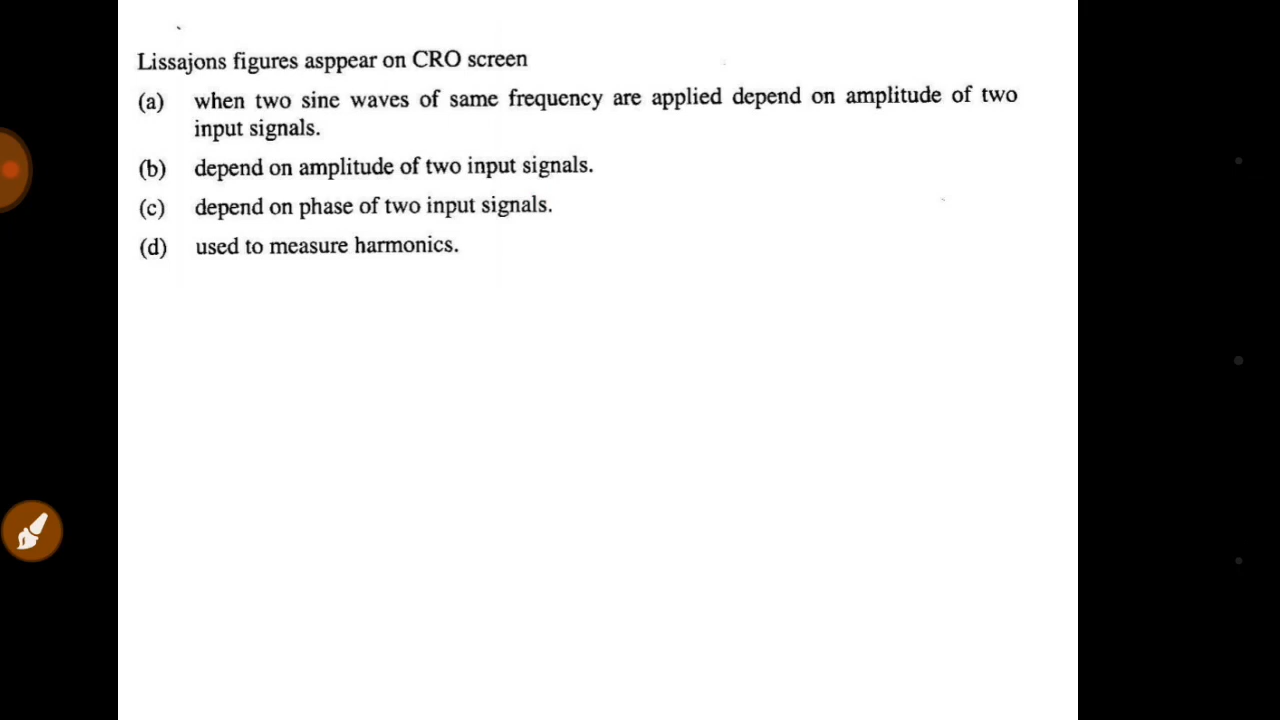 Lissajons figures asppear on CRO screen
(a) when two sine waves of same frequency are applied depend on amplitude of two
input signals.
(b) depend on amplitude of two input signals.
(c) depend on phase of two input signals.
(d) used to measure harmonics.